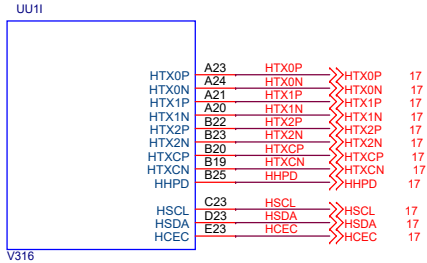 UU1I
HTX0P A23 HTX0P HTX0P 17
HTX0N A24 HTX0N HTX0N 17
HTX1P A21 HTX1P HTX1P 17
HTX1N A20 HTX1N HTX1N 17
HTX2P B22 HTX2P HTX2P 17
HTX2N B23 HTX2N HTX2N 17
HTXCP B20 HTXCP HTXCP 17
HTXCN B19 HTXCN HTXCN 17
HHPD B25 HHPD HHPD 17
HSCL C23 HSCL HSCL 17
HSDA D23 HSDA HSDA 17
HCEC E23 HCEC HCEC 17
V316